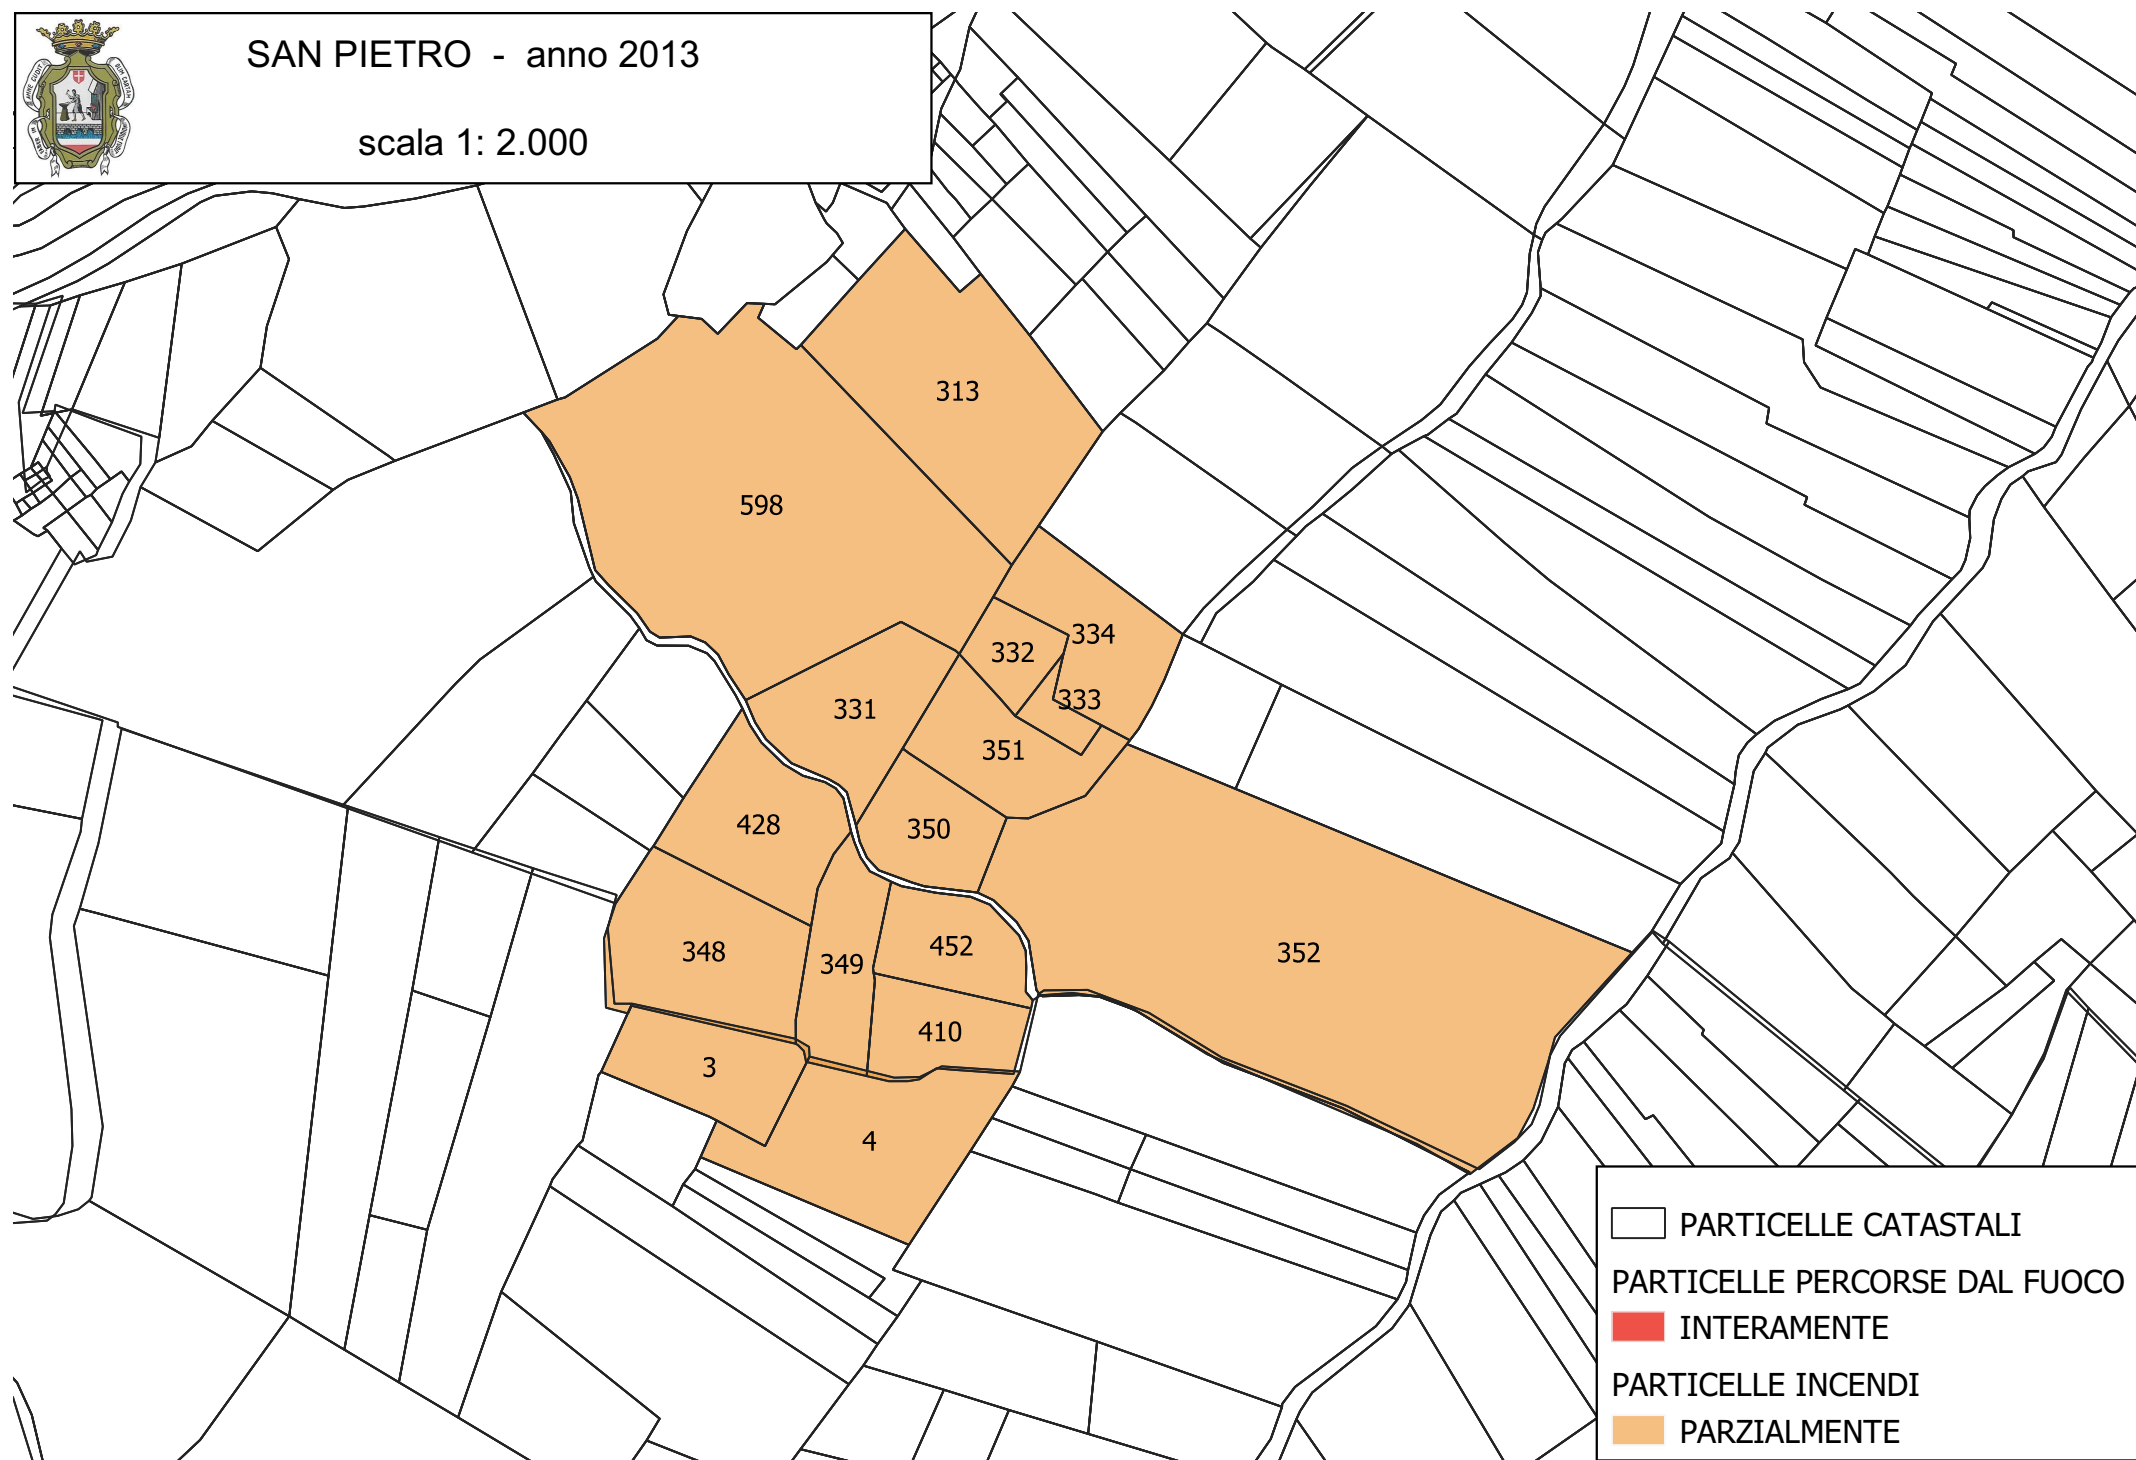 SAN PIETRO - anno 2013
scala 1: 2.000
313
598
334
332
333
331
351
428
350
452
348
349
352
410
3
4
PARTICELLE CATASTALI
PARTICELLE PERCORSE DAL FUOCO
INTERAMENTE
PARTICELLE INCENDI
PARZIALMENTE